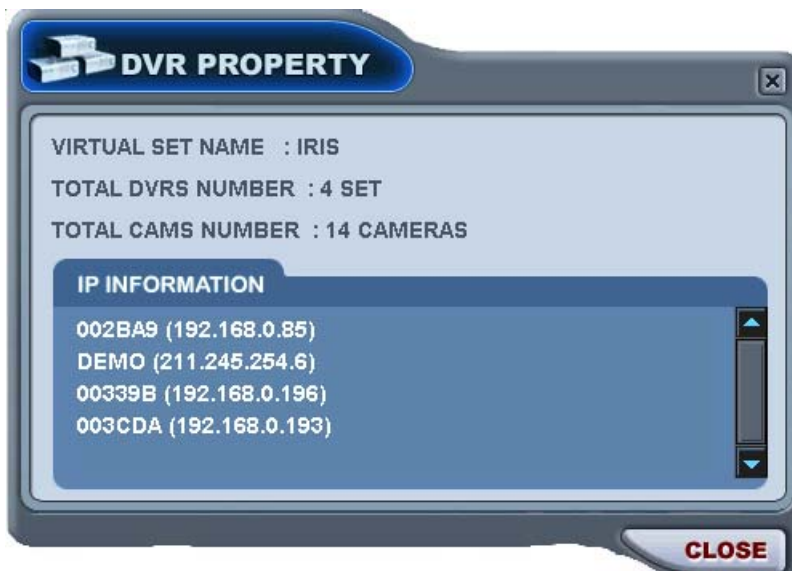 DVR PROPERTY
VIRTUAL SET NAME : IRIS
TOTAL DVRS NUMBER : 4 SET
TOTAL CAMS NUMBER : 14 CAMERAS
IP INFORMATION
002BA9 (192.168.0.85)
DEMO (211.245.254.6)
00339B (192.168.0.196)
003CDA (192.168.0.193)
CLOSE